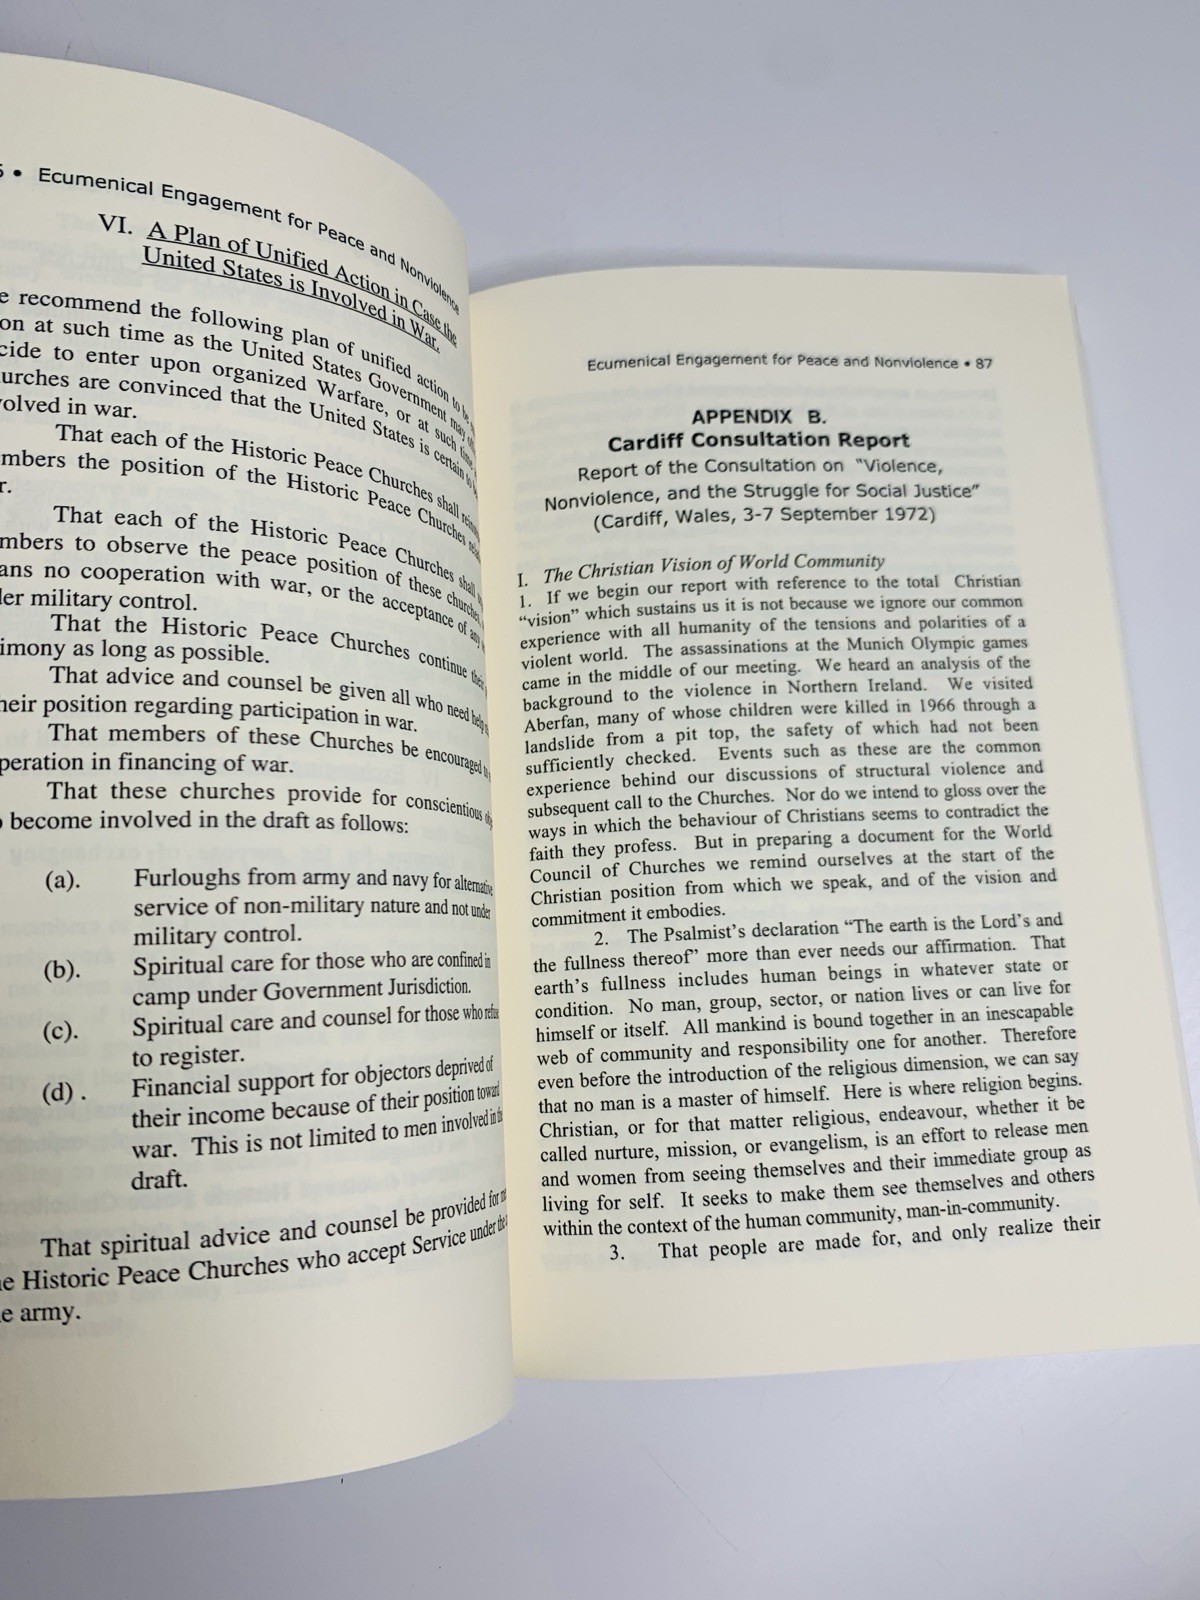 • Ecumenical Engagement for Peace and Nonviolence
VI. A Plan of Unified Action in Case the
United States is Involved in War.
recommend the following plan of unified action to be
on at such time as the United States Government may
cide to enter upon organized Warfare, or at such time
urches are convinced that the United States is certain to be
volved in war.
That each of the Historic Peace Churches shall
mbers the position of the Historic Peace Churches
r.
That each of the Historic Peace Churches shall
mbers to observe the peace position of these churches,
ans no cooperation with war, or the acceptance of any
er military control.
That the Historic Peace Churches continue their
imony as long as possible.
That advice and counsel be given all who need help
heir position regarding participation in war.
That members of these Churches be encouraged to
peration in financing of war.
That these churches provide for conscientious
become involved in the draft as follows:
(a). Furloughs from army and navy for alternative
service of non-military nature and not under
military control.
(b). Spiritual care for those who are confined in
camp under Government Jurisdiction.
(c). Spiritual care and counsel for those who refuse
to register.
(d) . Financial support for objectors deprived of
their income because of their position toward
war. This is not limited to men involved in the
draft.
That spiritual advice and counsel be provided for
e Historic Peace Churches who accept Service under the
e army.
Ecumenical Engagement for Peace and Nonviolence • 87
APPENDIX B.
Cardiff Consultation Report
Report of the Consultation on "Violence,
Nonviolence, and the Struggle for Social Justice"
(Cardiff, Wales, 3-7 September 1972)
I. The Christian Vision of World Community
1. If we begin our report with reference to the total Christian
"vision" which sustains us it is not because we ignore our common
experience with all humanity of the tensions and polarities of a
violent world. The assassinations at the Munich Olympic games
came in the middle of our meeting. We heard an analysis of the
background to the violence in Northern Ireland. We visited
Aberfan, many of whose children were killed in 1966 through a
landslide from a pit top, the safety of which had not been
sufficiently checked. Events such as these are the common
experience behind our discussions of structural violence and
subsequent call to the Churches. Nor do we intend to gloss over the
ways in which the behaviour of Christians seems to contradict the
faith they profess. But in preparing a document for the World
Council of Churches we remind ourselves at the start of the
Christian position from which we speak, and of the vision and
commitment it embodies.
2. The Psalmist's declaration "The earth is the Lord's and
the fullness thereof" more than ever needs our affirmation. That
earth's fullness includes human beings in whatever state or
condition. No man, group, sector, or nation lives or can live for
himself or itself. All mankind is bound together in an inescapable
web of community and responsibility one for another. Therefore
even before the introduction of the religious dimension, we can say
that no man is a master of himself. Here is where religion begins.
Christian, or for that matter religious, endeavour, whether it be
called nurture, mission, or evangelism, is an effort to release men
and women from seeing themselves and their immediate group as
living for self. It seeks to make them see themselves and others
within the context of the human community, man-in-community.
3. That people are made for, and only realize their